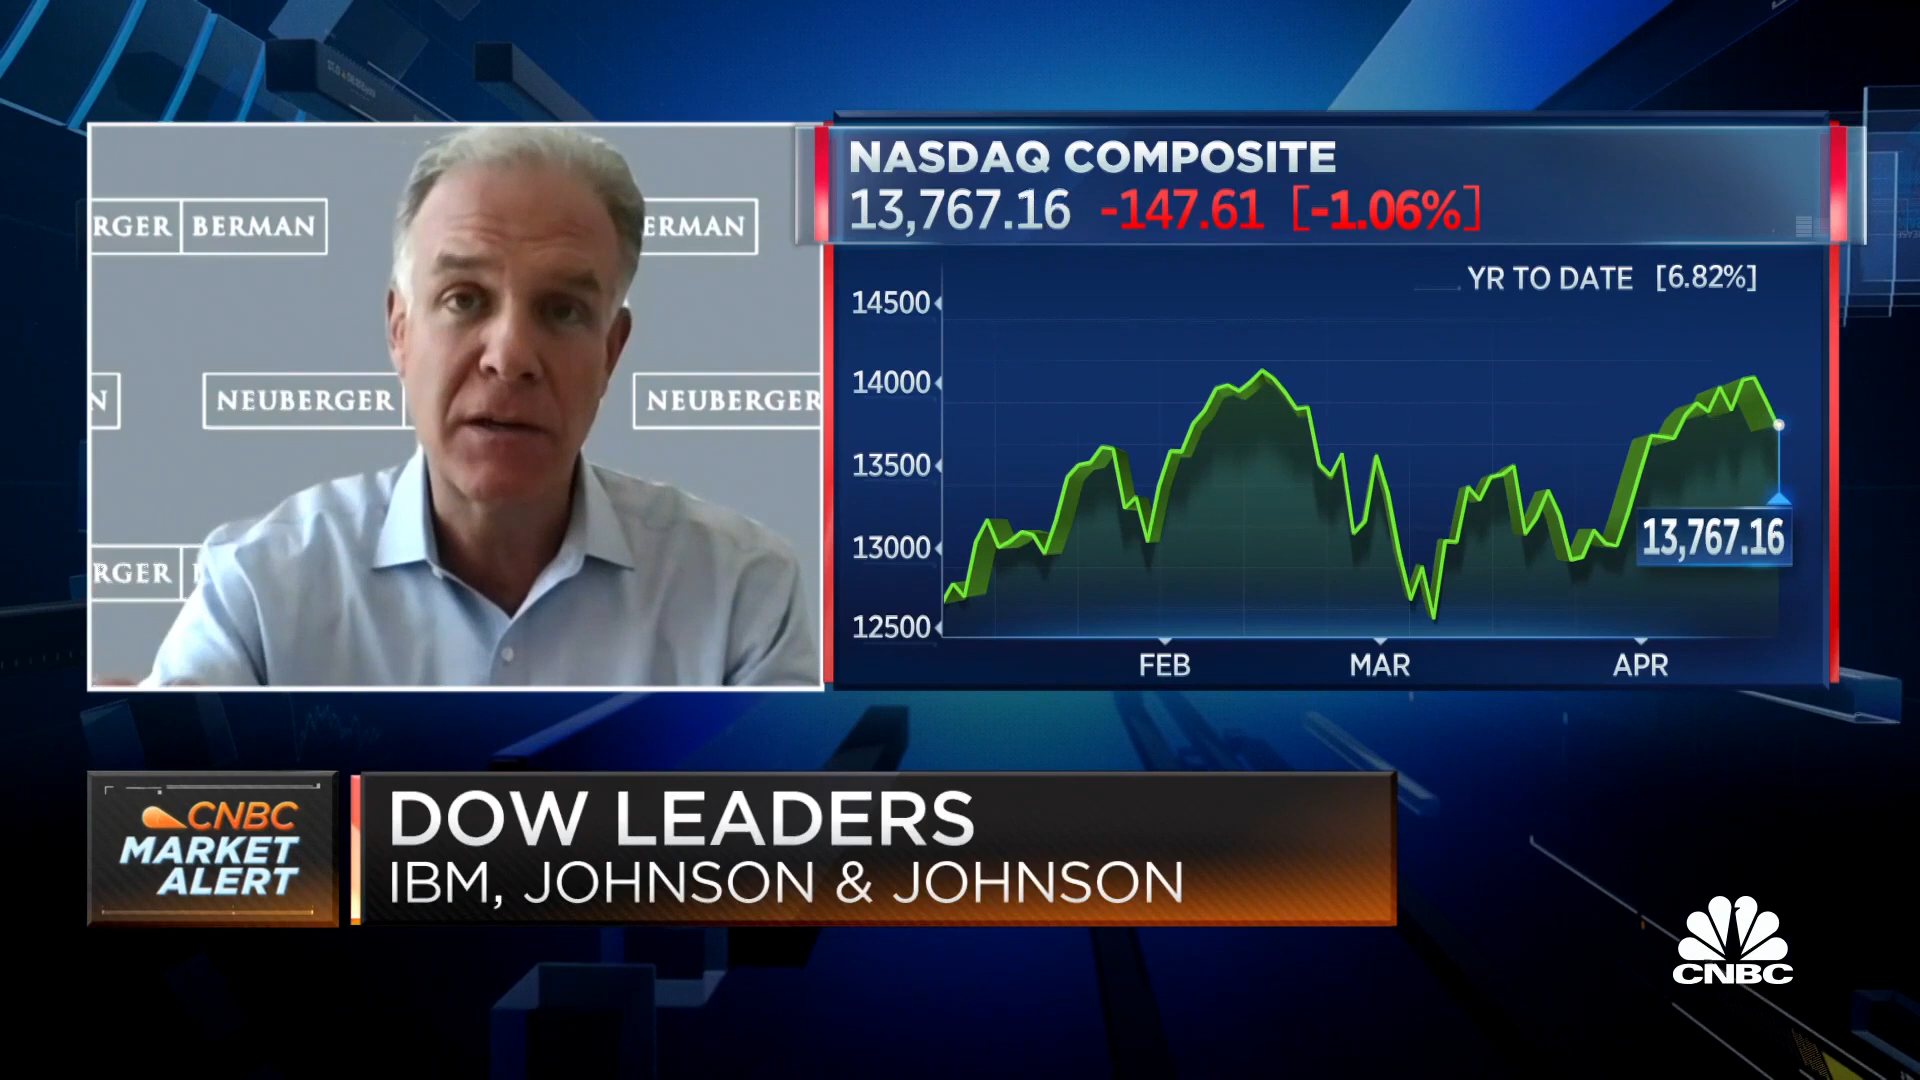 RGER BERMAN
ERMAN
N
NEUBERGER
NEUBERGER
RGER
NASDAQ COMPOSITE
13,767.16 -147.61 [-1.06%]
YR TO DATE [6.82%]
14500
14000
13500
13000
12500
13,767.16
FEB MAR APR
CNBC
MARKET
ALERT
DOW LEADERS
IBM, JOHNSON & JOHNSON
CNBC